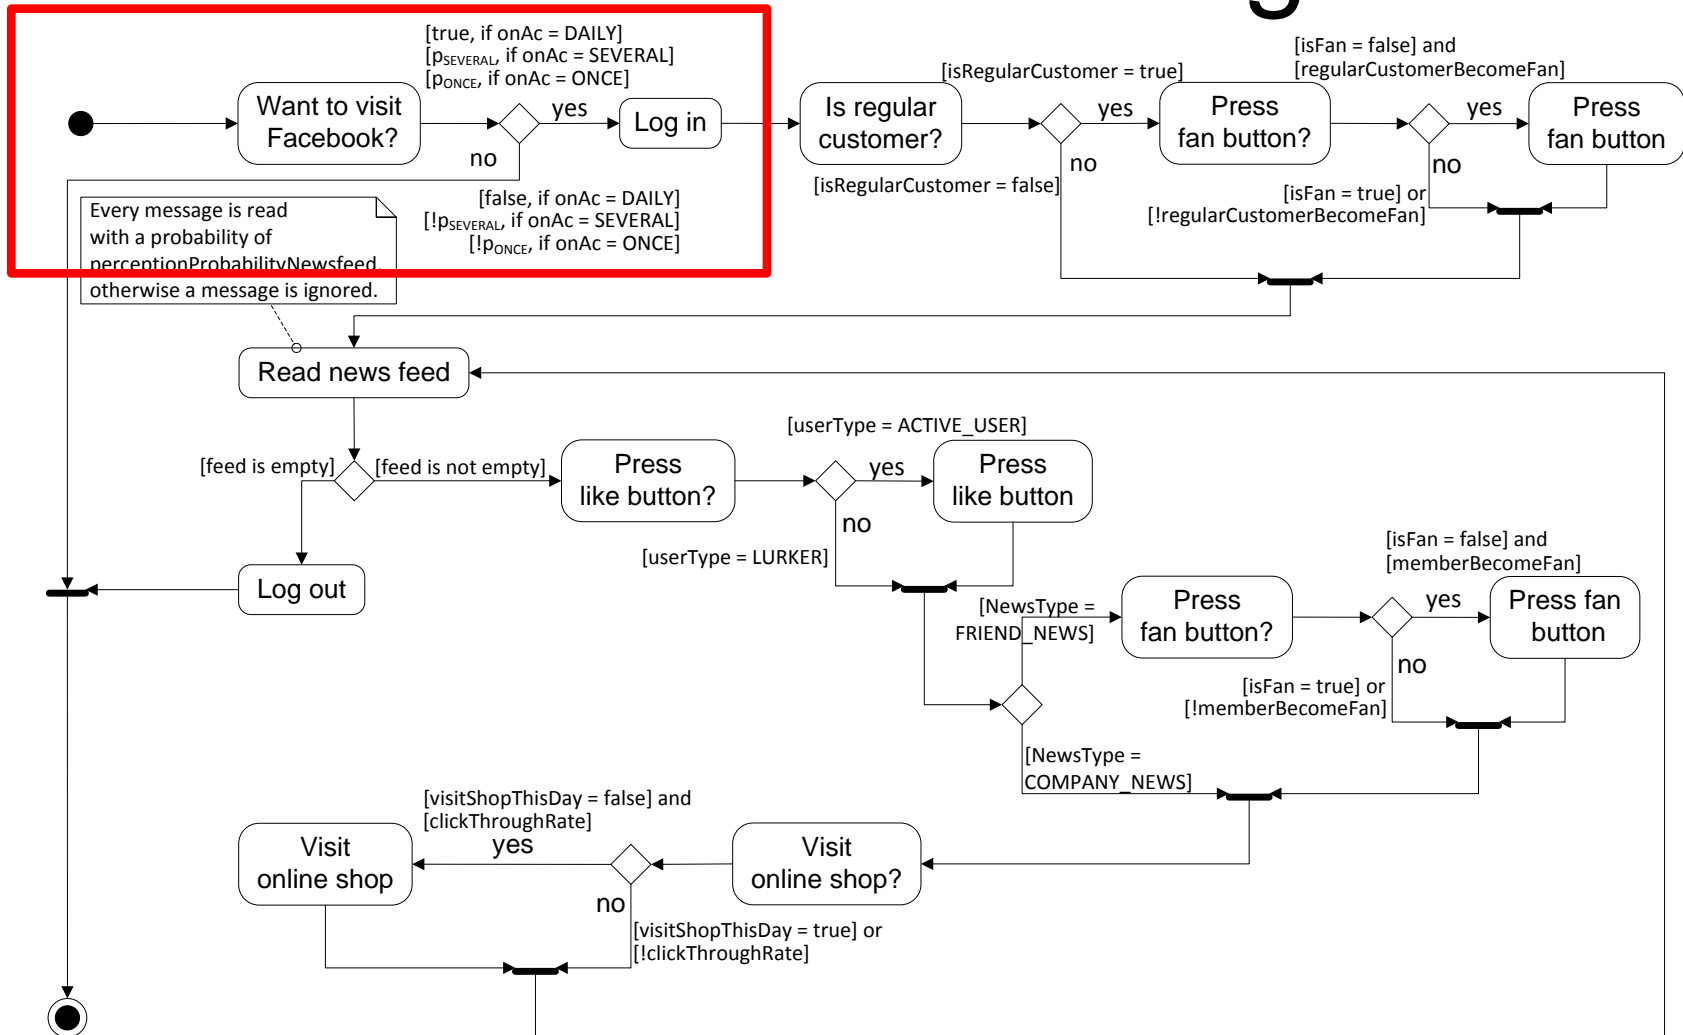 g
[true, if onAc = DAILY]
[pSEVERAL, if onAc = SEVERAL]
[pONCE, if onAc = ONCE]
Want to visit
Facebook?
yes
no
Log in
[false, if onAc = DAILY]
[!pSEVERAL, if onAc = SEVERAL]
[!pONCE, if onAc = ONCE]
Every message is read
with a probability of
perceptionProbabilityNewsfeed,
otherwise a message is ignored.
Is regular
customer?
[isRegularCustomer = true]
yes
no
[isRegularCustomer = false]
Press
fan button?
[isFan = false] and
[regularCustomerBecomeFan]
yes
no
Press
fan button
[isFan = true] or
[!regularCustomerBecomeFan]
Read news feed
[feed is empty]
[feed is not empty]
Press
like button?
[userType = ACTIVE_USER]
yes
no
Press
like button
[userType = LURKER]
Log out
[NewsType =
FRIEND_NEWS]
Press
fan button?
[isFan = false] and
[memberBecomeFan]
yes
no
Press fan
button
[isFan = true] or
[!memberBecomeFan]
[NewsType =
COMPANY_NEWS]
Visit
online shop?
[visitShopThisDay = false] and
[clickThroughRate]
yes
no
Visit
online shop
[visitShopThisDay = true] or
[!clickThroughRate]